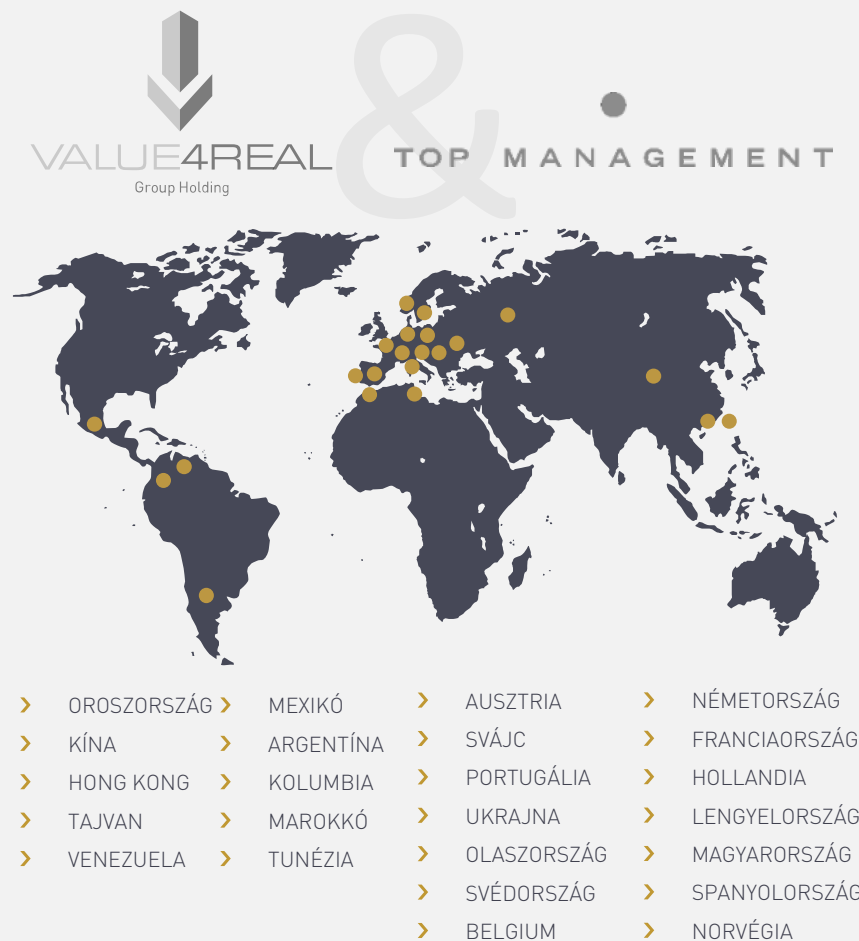 VALUE4REAL
Group Holding
&
TOP MANAGEMENT
OROSZORSZÁG
KÍNA
HONG KONG
TAJVAN
VENEZUELA
MEXIKÓ
ARGENTÍNA
KOLUMBIA
MAROKKÓ
TUNÉZIA
AUSZTRIA
SVÁJC
PORTUGÁLIA
UKRAJNA
OLASZORSZÁG
SVÉDORSZÁG
BELGIUM
NÉMETORSZÁG
FRANCIAORSZÁG
HOLLANDIA
LENGYELORSZÁG
MAGYARORSZÁG
SPANYOLORSZÁG
NORVÉGIA